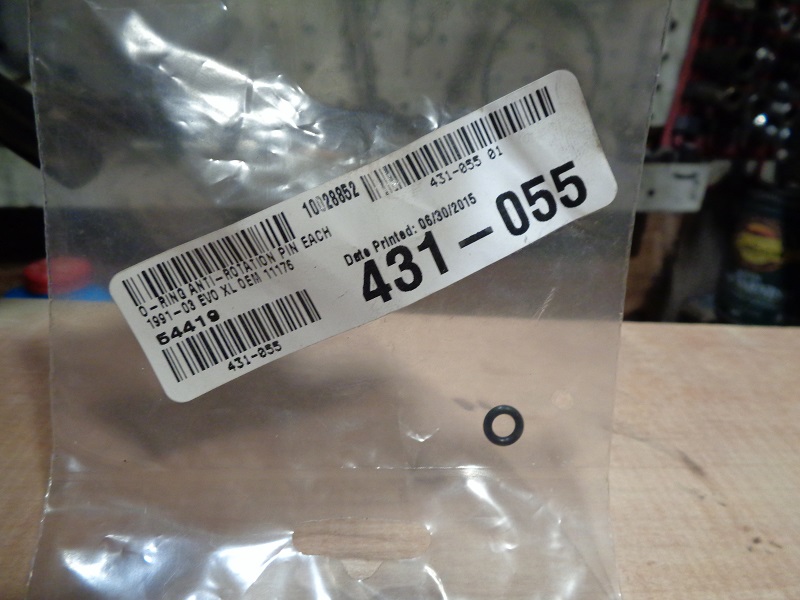 10028852
431-055 01
O-RING ANTI-ROTATION PIN EACH
1991-03 EVO XL OEM 11176
54419
431-055
Date Printed: 06/30/2015
431-055